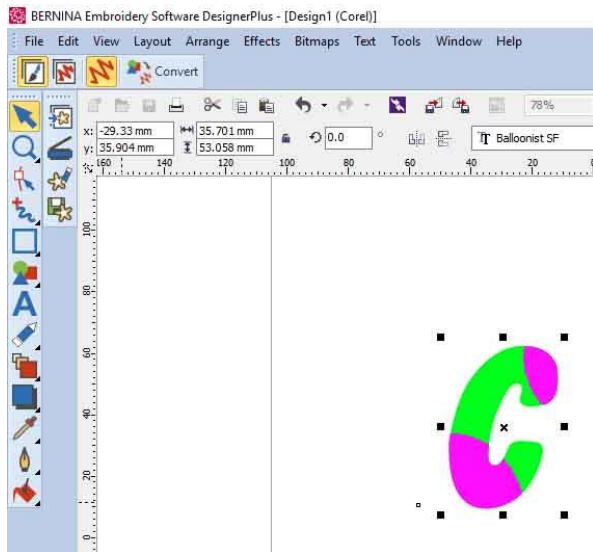 BERNINA Embroidery Software DesignerPlus - [Design1 (Corel)]
File Edit View Layout Arrange Effects Bitmaps Text Tools Window Help
Convert
78%
x: -29.33 mm 35.701 mm 0.0 ° Balloonist SF
y: 35.904 mm 53.058 mm
160 140 120 100 80 60 40 20 0
100
80
60
40
20
0
C